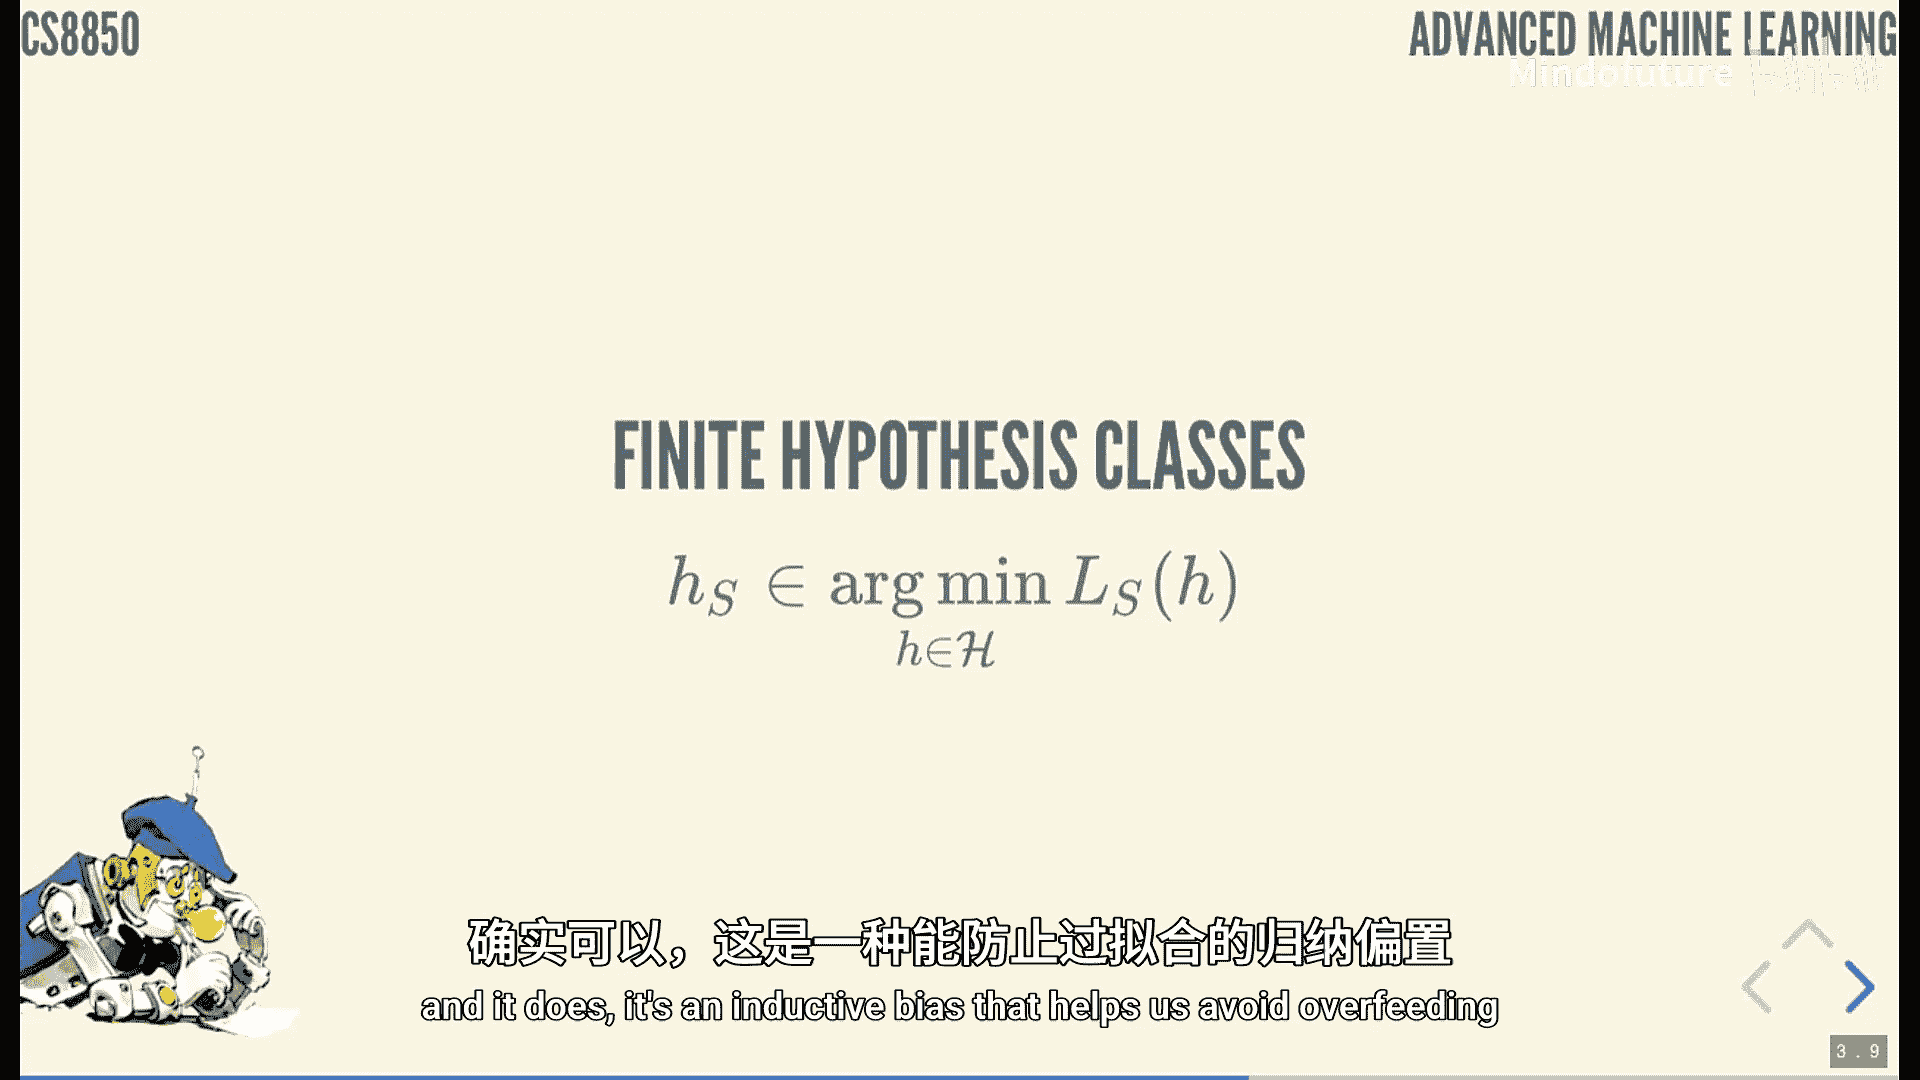 CS8850
ADVANCED MACHINE LEARNING
Mindofuture bilibili
FINITE HYPOTHESIS CLASSES
h_S ∈ arg min L_S(h)
h∈ℋ
确实可以，这是一种能防止过拟合的归纳偏置
and it does, it's an inductive bias that helps us avoid overfeeding
3.9